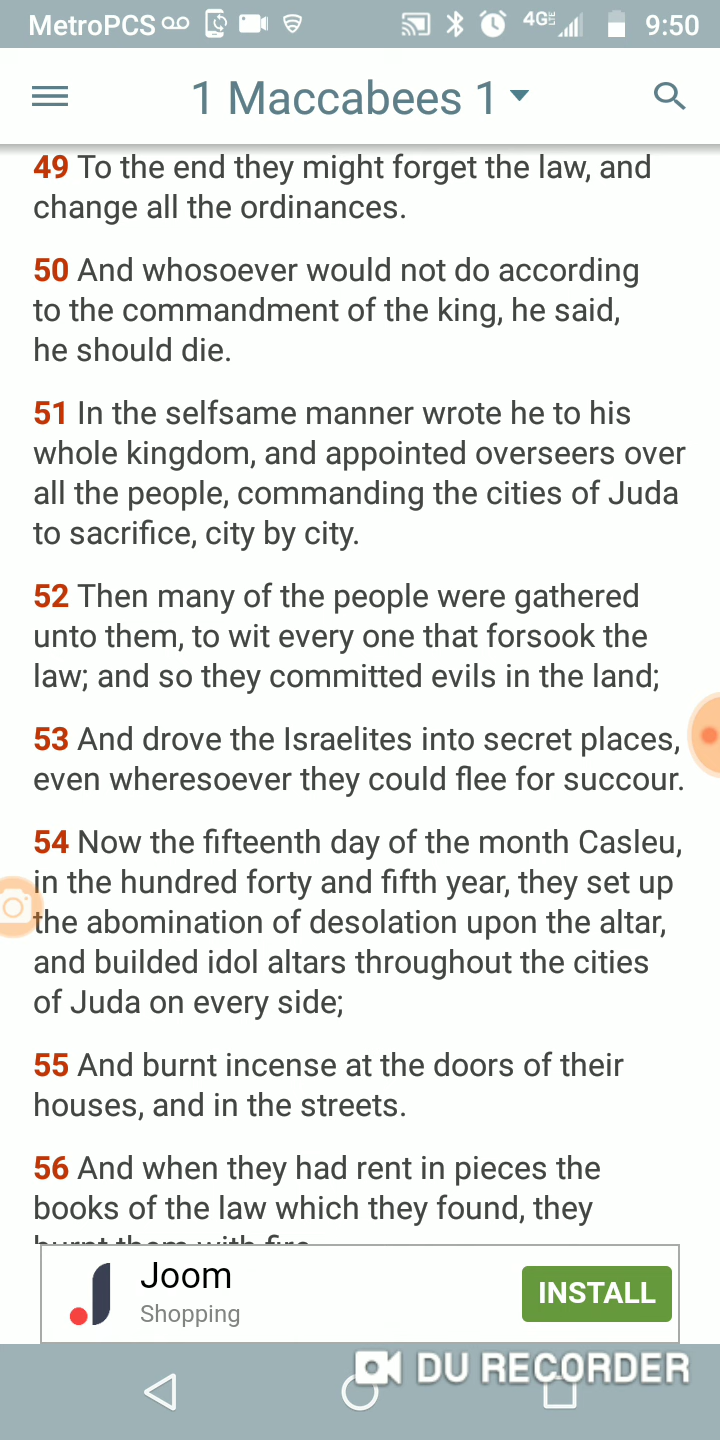 MetroPCS 4G LTE 9:50
1 Maccabees 1
49 To the end they might forget the law, and
change all the ordinances.
50 And whosoever would not do according
to the commandment of the king, he said,
he should die.
51 In the selfsame manner wrote he to his
whole kingdom, and appointed overseers over
all the people, commanding the cities of Juda
to sacrifice, city by city.
52 Then many of the people were gathered
unto them, to wit every one that forsook the
law; and so they committed evils in the land;
53 And drove the Israelites into secret places,
even wheresoever they could flee for succour.
54 Now the fifteenth day of the month Casleu,
in the hundred forty and fifth year, they set up
the abomination of desolation upon the altar,
and builded idol altars throughout the cities
of Juda on every side;
55 And burnt incense at the doors of their
houses, and in the streets.
56 And when they had rent in pieces the
books of the law which they found, they
burnt them with fire
Joom
Shopping
INSTALL
DU RECORDER